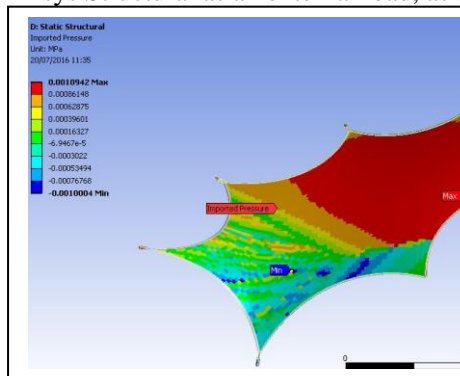 D: Static Structural
Imported Pressure
Unit: MPa
20/07/2016 11:35
0.0010942 Max
0.00086148
0.00062875
0.00039601
0.00016327
-6.9467e-5
-0.0003022
-0.00053494
-0.00076768
-0.0010004 Min
Imported Pressure
Max
Min
0